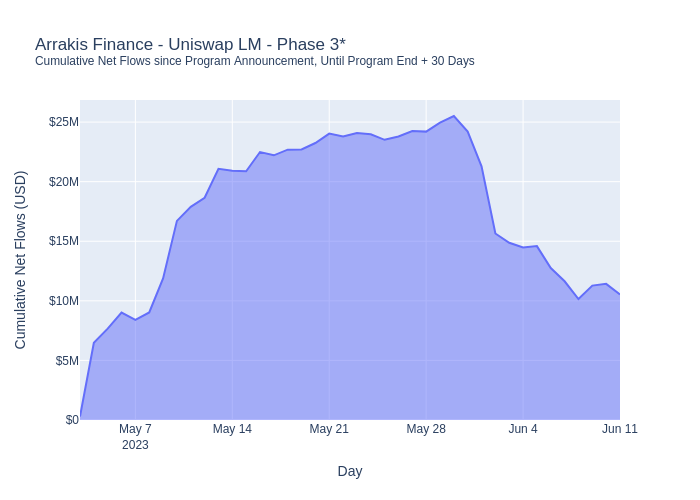 Arrakis Finance - Uniswap LM - Phase 3*
Cumulative Net Flows since Program Announcement, Until Program End + 30 Days
Cumulative Net Flows (USD)
$25M
$20M
$15M
$10M
$5M
$0
May 7
2023
May 14
May 21
May 28
Jun 4
Jun 11
Day